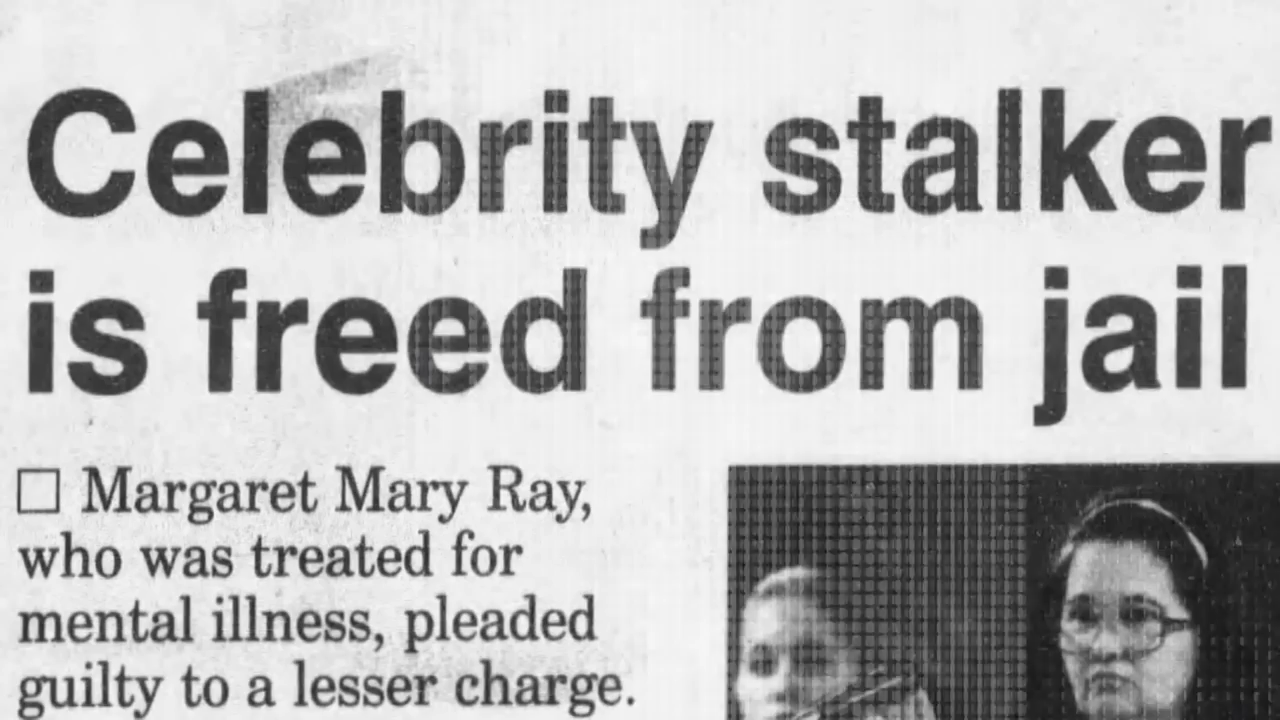 Celebrity stalker
is freed from jail
□ Margaret Mary Ray,
who was treated for
mental illness, pleaded
guilty to a lesser charge.